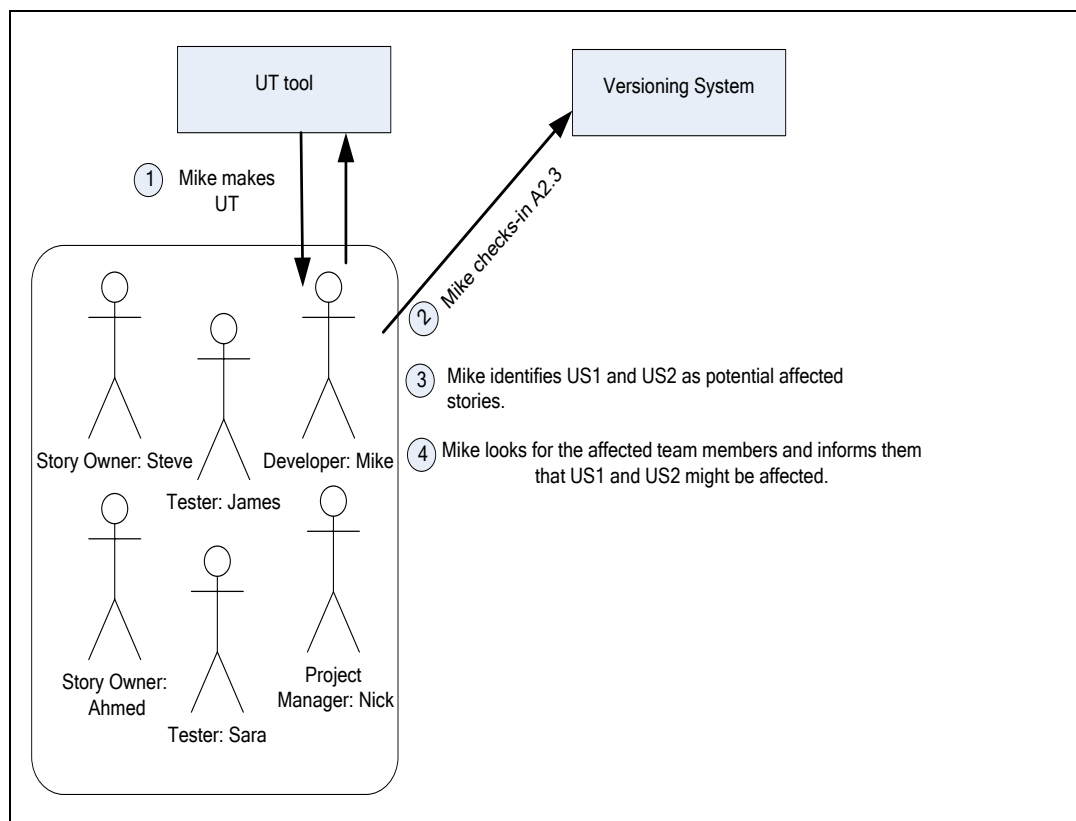 UT tool
Versioning System
1 Mike makes
UT
2 Mike checks-in A2.3
3 Mike identifies US1 and US2 as potential affected
stories.
4 Mike looks for the affected team members and informs them
that US1 and US2 might be affected.
Story Owner: Steve
Developer: Mike
Tester: James
Story Owner:
Ahmed
Project
Manager: Nick
Tester: Sara